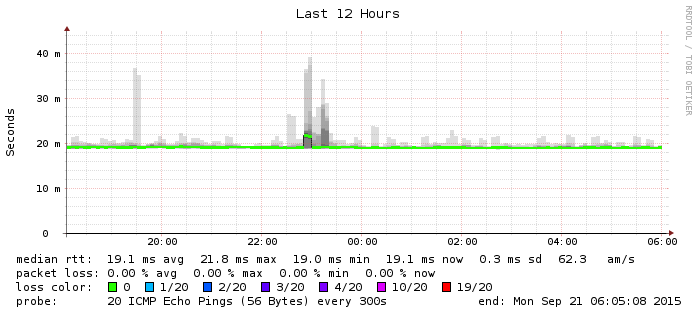 Last 12 Hours
RRDTOOL / TOBI OETIKER
Seconds
40 m
30 m
20 m
10 m
0
20:00 22:00 00:00 02:00 04:00 06:00
median rtt: 19.1 ms avg 21.8 ms max 19.0 ms min 19.1 ms now 0.3 ms sd 62.3 am/s
packet loss: 0.00 % avg 0.00 % max 0.00 % min 0.00 % now
loss color: 0 1/20 2/20 3/20 4/20 10/20 19/20
probe: 20 ICMP Echo Pings (56 Bytes) every 300s end: Mon Sep 21 06:05:08 2015